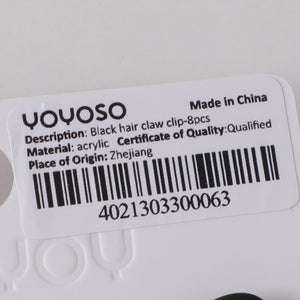 YOYOSO
Made in China
Description: Black hair claw clip-8pcs
Material: acrylic Certificate of Quality:Qualified
Place of Origin: Zhejiang
4021303300063
YOYO